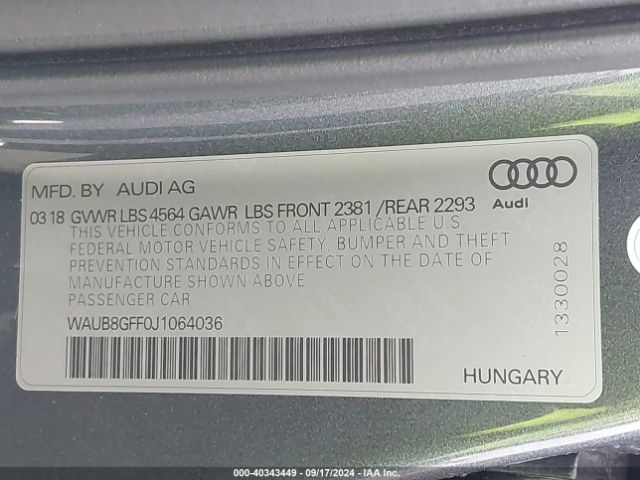 MFD. BY AUDI AG
Audi
03 18 GVWR LBS 4564 GAWR LBS FRONT 2381 /REAR 2293
THIS VEHICLE CONFORMS TO ALL APPLICABLE U.S.
FEDERAL MOTOR VEHICLE SAFETY, BUMPER AND THEFT
PREVENTION STANDARDS IN EFFECT ON THE DATE OF
MANUFACTURE SHOWN ABOVE
PASSENGER CAR
WAUB8GFF0J1064036
1330028
HUNGARY
000-40343449 - 09/17/2024 - IAA Inc.